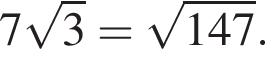 7√3 = √147.